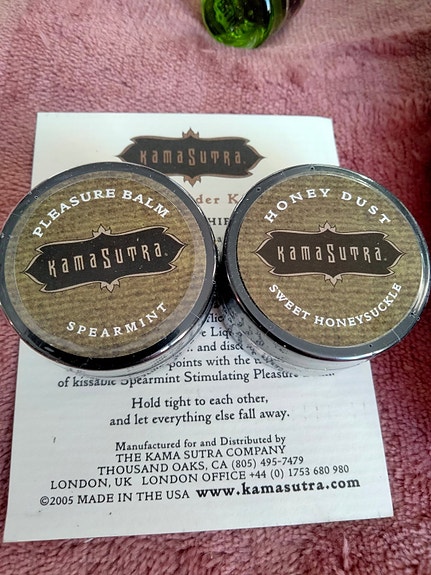 KAMASUTRA
PLEASURE BALM
KAMASUTRA
SPEARMINT
HONEY DUST
KAMASUTRA
SWEET HONEYSUCKLE
points with the
of kissable Spearmint Stimulating Pleasure
Hold tight to each other,
and let everything else fall away.
Manufactured for and Distributed by
THE KAMA SUTRA COMPANY
THOUSAND OAKS, CA (805) 495-7479
LONDON, UK LONDON OFFICE +44 (0) 1753 680 980
©2005 MADE IN THE USA www.kamasutra.com